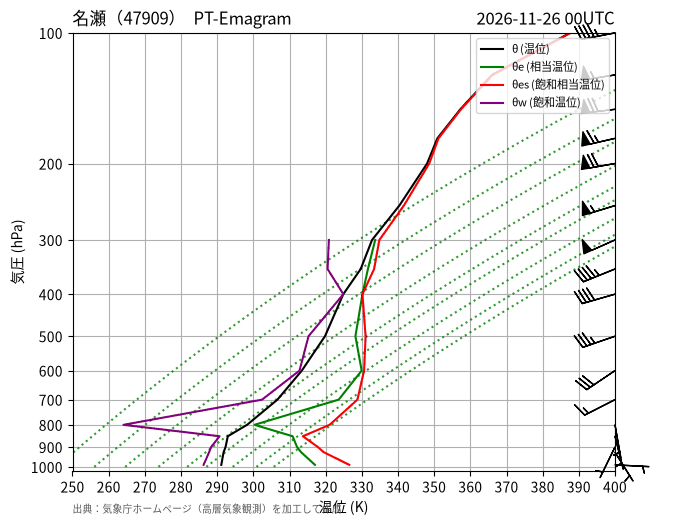 名瀬（47909） PT-Emagram
2026-11-26 00UTC
θ (温位)
θe (相当温位)
θes (飽和相当温位)
θw (飽和温位)
気圧 (hPa)
100
200
300
400
500
600
700
800
900
1000
250 260 270 280 290 300 310 320 330 340 350 360 370 380 390 400
温位 (K)
出典：気象庁ホームページ（高層気象観測）を加工して